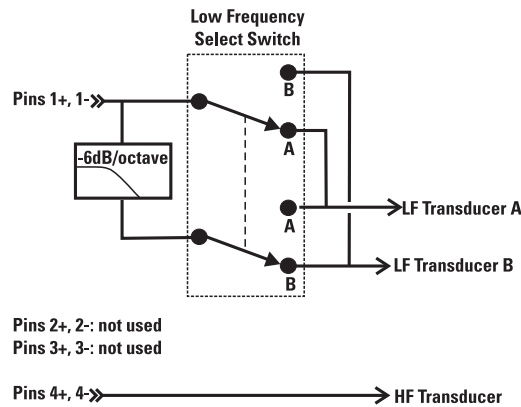 Low Frequency
Select Switch
B
Pins 1+, 1-
A
-6dB/octave
A
LF Transducer A
LF Transducer B
B
Pins 2+, 2-: not used
Pins 3+, 3-: not used
Pins 4+, 4-
HF Transducer